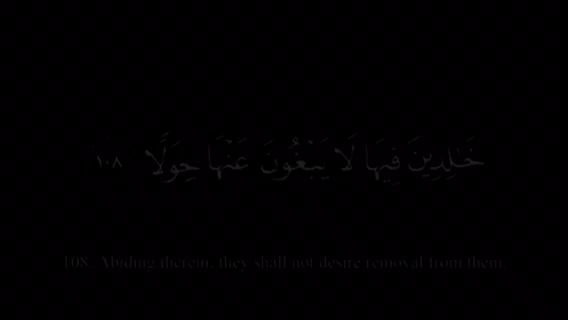 خَٰلِدِينَ فِيهَا لَا يَبْغُونَ عَنْهَا حِوَلًا ١٠٨
108. Abiding therein, they shall not desire removal from them.